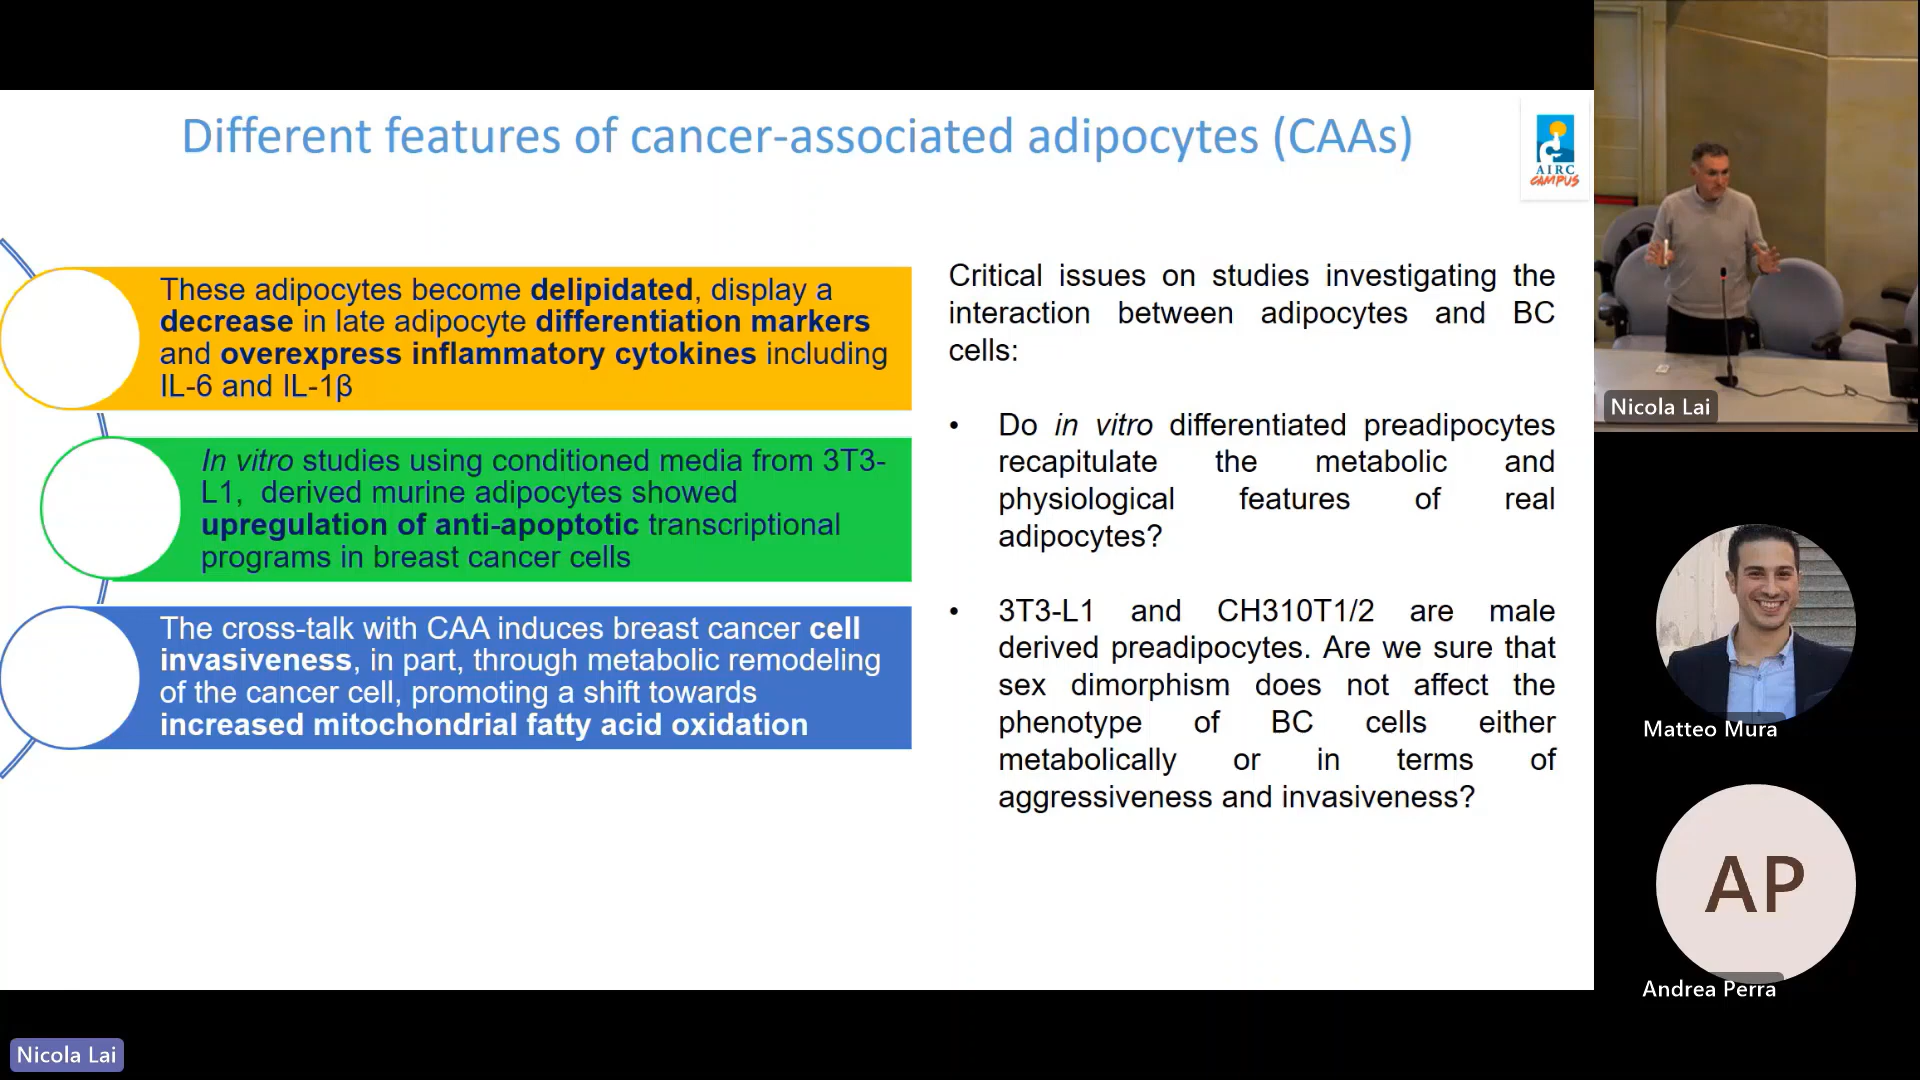 Different features of cancer-associated adipocytes (CAAs)
AIRC
CAMPUS
These adipocytes become delipidated, display a
decrease in late adipocyte differentiation markers
and overexpress inflammatory cytokines including
IL-6 and IL-1β
In vitro studies using conditioned media from 3T3-
L1,  derived murine adipocytes showed
upregulation of anti-apoptotic transcriptional
programs in breast cancer cells
The cross-talk with CAA induces breast cancer cell
invasiveness, in part, through metabolic remodeling
of the cancer cell, promoting a shift towards
increased mitochondrial fatty acid oxidation
Critical issues on studies investigating the
interaction between adipocytes and BC
cells:
• Do in vitro differentiated preadipocytes
recapitulate the metabolic and
physiological features of real
adipocytes?
• 3T3-L1 and CH310T1/2 are male
derived preadipocytes. Are we sure that
sex dimorphism does not affect the
phenotype of BC cells either
metabolically or in terms of
aggressiveness and invasiveness?
Nicola Lai
Matteo Mura
AP
Andrea Perra
Nicola Lai